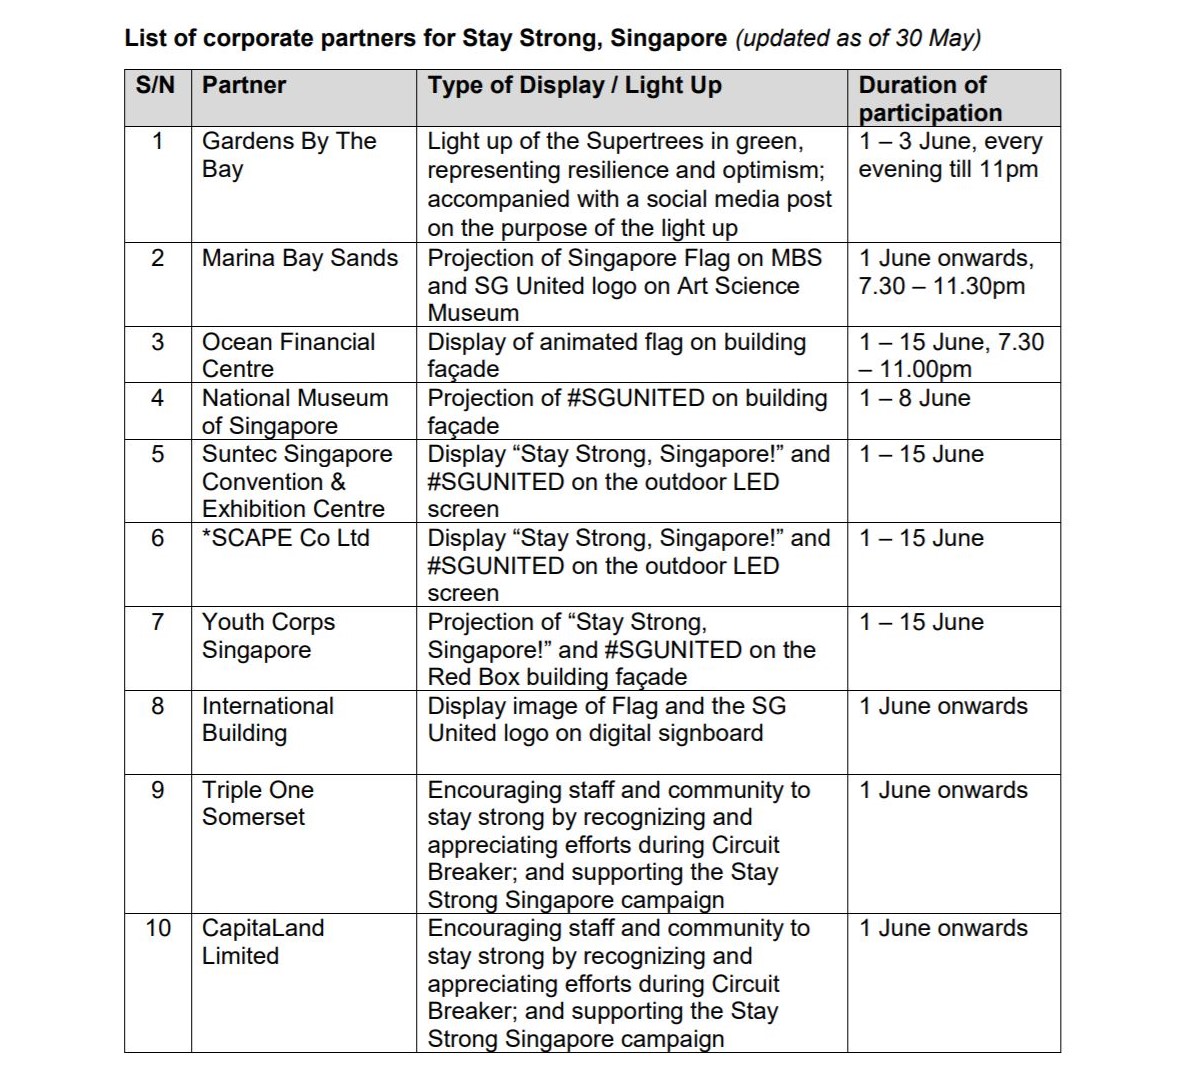 List of corporate partners for Stay Strong, Singapore (updated as of 30 May)
S/N Partner Type of Display / Light Up Duration of
participation
1 Gardens By The Light up of the Supertrees in green, 1 – 3 June, every
Bay representing resilience and optimism; evening till 11pm
accompanied with a social media post
on the purpose of the light up
2 Marina Bay Sands Projection of Singapore Flag on MBS 1 June onwards,
and SG United logo on Art Science 7.30 – 11.30pm
Museum
3 Ocean Financial Display of animated flag on building 1 – 15 June, 7.30
Centre façade – 11.00pm
4 National Museum Projection of #SGUNITED on building 1 – 8 June
of Singapore façade
5 Suntec Singapore Display “Stay Strong, Singapore!” and 1 – 15 June
Convention & #SGUNITED on the outdoor LED
Exhibition Centre screen
6 *SCAPE Co Ltd Display “Stay Strong, Singapore!” and 1 – 15 June
#SGUNITED on the outdoor LED
screen
7 Youth Corps Projection of “Stay Strong, 1 – 15 June
Singapore Singapore!” and #SGUNITED on the
Red Box building façade
8 International Display image of Flag and the SG 1 June onwards
Building United logo on digital signboard
9 Triple One Encouraging staff and community to 1 June onwards
Somerset stay strong by recognizing and
appreciating efforts during Circuit
Breaker; and supporting the Stay
Strong Singapore campaign
10 CapitaLand Encouraging staff and community to 1 June onwards
Limited stay strong by recognizing and
appreciating efforts during Circuit
Breaker; and supporting the Stay
Strong Singapore campaign